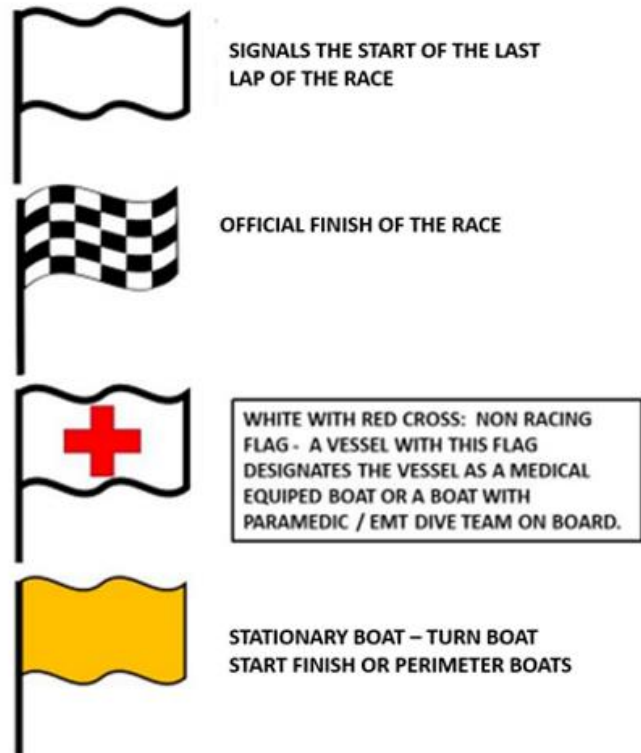 SIGNALS THE START OF THE LAST
LAP OF THE RACE
OFFICIAL FINISH OF THE RACE
WHITE WITH RED CROSS: NON RACING
FLAG - A VESSEL WITH THIS FLAG
DESIGNATES THE VESSEL AS A MEDICAL
EQUIPED BOAT OR A BOAT WITH
PARAMEDIC / EMT DIVE TEAM ON BOARD.
STATIONARY BOAT – TURN BOAT
START FINISH OR PERIMETER BOATS